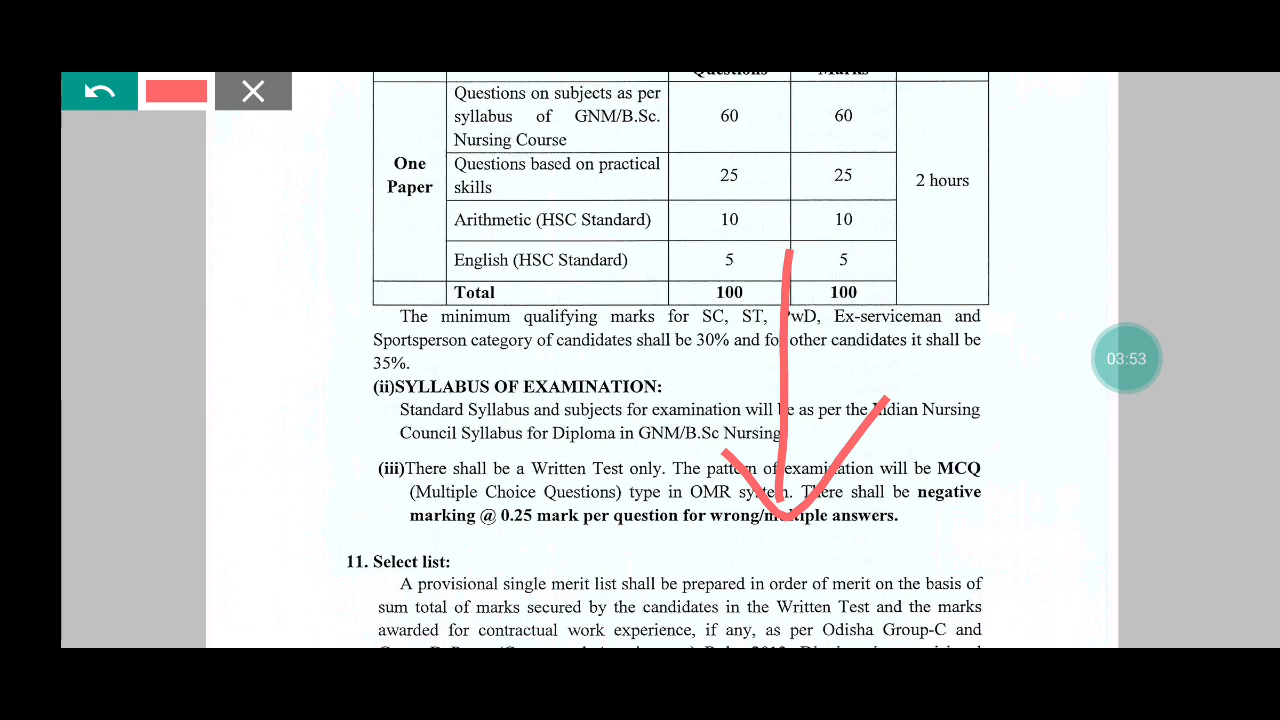 Questions Marks
Questions on subjects as per
syllabus of GNM/B.Sc.
Nursing Course
60 60
One
Paper
Questions based on practical
skills
25 25
2 hours
Arithmetic (HSC Standard) 10 10
English (HSC Standard) 5 5
Total 100 100
The minimum qualifying marks for SC, ST, PwD, Ex-serviceman and
Sportsperson category of candidates shall be 30% and for other candidates it shall be
35%.
(ii)SYLLABUS OF EXAMINATION:
Standard Syllabus and subjects for examination will be as per the Indian Nursing
Council Syllabus for Diploma in GNM/B.Sc Nursing
(iii)There shall be a Written Test only. The pattern of examination will be MCQ
(Multiple Choice Questions) type in OMR system. There shall be negative
marking @ 0.25 mark per question for wrong/multiple answers.
11. Select list:
A provisional single merit list shall be prepared in order of merit on the basis of
sum total of marks secured by the candidates in the Written Test and the marks
awarded for contractual work experience, if any, as per Odisha Group-C and
03:53